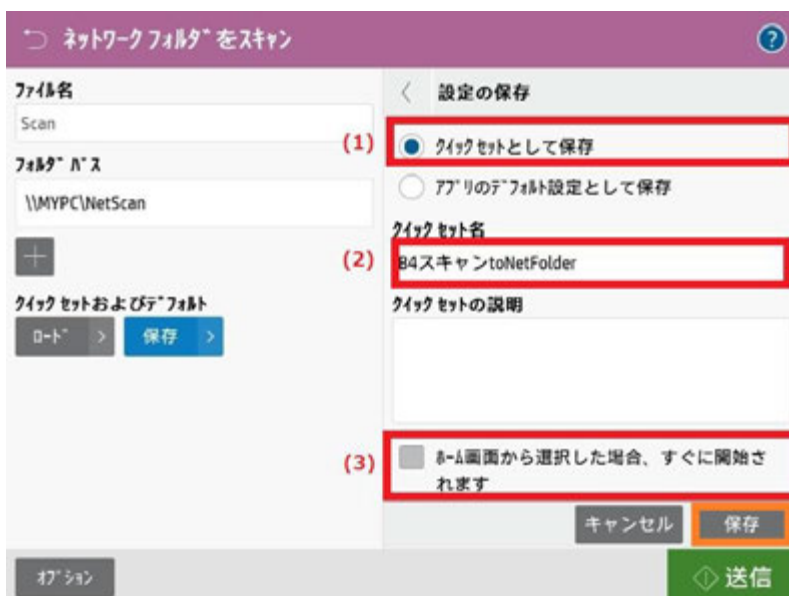 ﾈｯﾄﾜｰｸ ﾌｫﾙﾀﾞをｽｷｬﾝ
?
ﾌｧｲﾙ名
Scan
ﾌｫﾙﾀﾞ ﾊﾟｽ
\\MYPC\NetScan
ｸｲｯｸ ｾｯﾄおよびﾃﾞﾌｫﾙﾄ
ﾛｰﾄﾞ >
保存 >
設定の保存
(1)
ｸｲｯｸ ｾｯﾄとして保存
ｱﾌﾟﾘのﾃﾞﾌｫﾙﾄ設定として保存
ｸｲｯｸ ｾｯﾄ名
(2)
B4スキャンtoNetFolder
ｸｲｯｸ ｾｯﾄの説明
(3)
ﾎｰﾑ画面から選択した場合、すぐに開始さ
れます
キャンセル
保存
ｵﾌﾟｼｮﾝ
送信